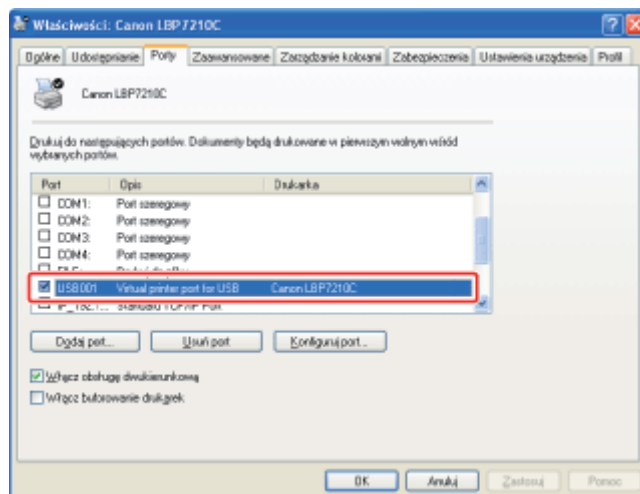 Właściwości: Canon LBP7210C
Ogólne Udostępnianie Porty Zaawansowane Zarządzanie kolorami Zabezpieczenia Ustawienia urządzenia Profil
Canon LBP7210C
Drukuj do następujących portów. Dokumenty będą drukowane w pierwszym wolnym wśród
wybranych portów.
Port Opis Drukarka
COM1: Port szeregowy
COM2: Port szeregowy
COM3: Port szeregowy
COM4: Port szeregowy
USB001 Virtual printer port for USB Canon LBP7210C
IP_192.1... Standard TCP/IP Port
Dodaj port... Usuń port Konfiguruj port...
Włącz obsługę dwukierunkową
Włącz buforowanie drukarek
OK Anuluj Zastosuj Pomoc